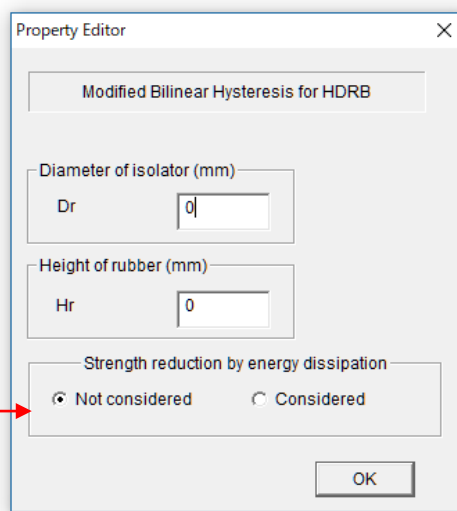 Property Editor
Modified Bilinear Hysteresis for HDRB
Diameter of isolator (mm)
Dr 0
Height of rubber (mm)
Hr 0
Strength reduction by energy dissipation
Not considered Considered
OK